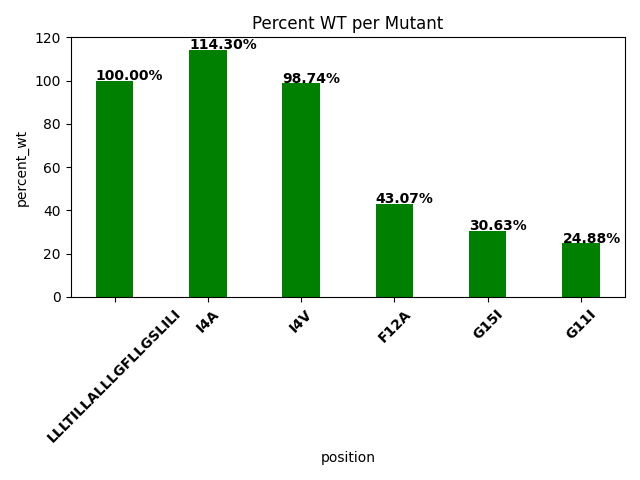 Percent WT per Mutant
percent_wt
120
100
80
60
40
20
0
100.00%
114.30%
98.74%
43.07%
30.63%
24.88%
LLLTILLALLLGFLLGSLILI
I4A
I4V
F12A
G15I
G11I
position